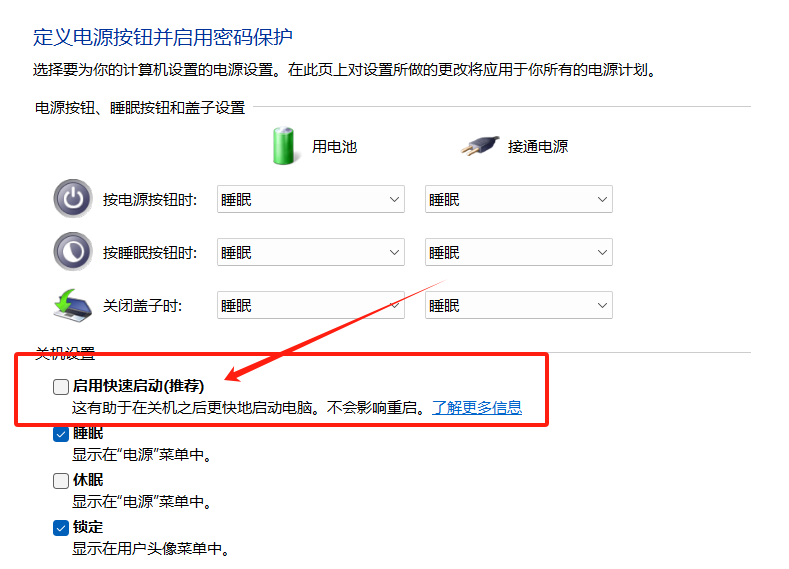 定义电源按钮并启用密码保护
选择要为你的计算机设置的电源设置。在此页上对设置所做的更改将应用于你所有的电源计划。
电源按钮、睡眠按钮和盖子设置
用电池 接通电源
按电源按钮时: 睡眠 睡眠
按睡眠按钮时: 睡眠 睡眠
关闭盖子时: 睡眠 睡眠
关机设置
启用快速启动(推荐)
这有助于在关机之后更快地启动电脑。不会影响重启。了解更多信息
睡眠
显示在“电源”菜单中。
休眠
显示在“电源”菜单中。
锁定
显示在用户头像菜单中。